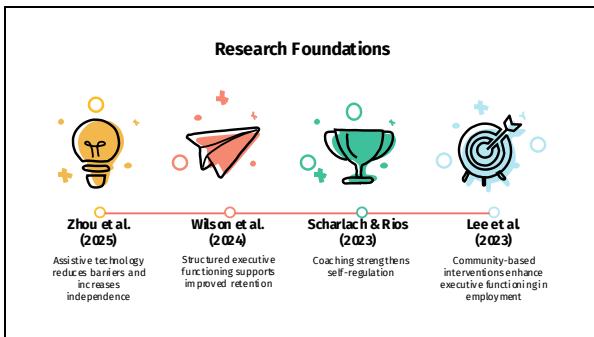 Research Foundations
Zhou et al.
(2025)
Assistive technology
reduces barriers and
increases
independence
Wilson et al.
(2024)
Structured executive
functioning supports
improved retention
Scharlach & Rios
(2023)
Coaching strengthens
self-regulation
Lee et al.
(2023)
Community-based
interventions enhance
executive functioning in
employment